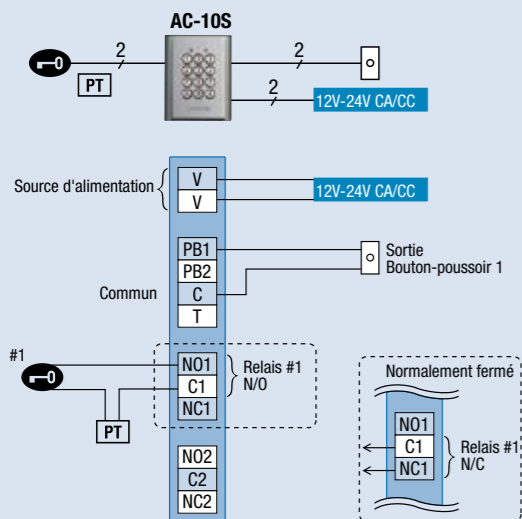 AC-10S
2
2
PT
2
12V-24V CA/CC
Source d'alimentation
V
V
12V-24V CA/CC
PB1
PB2
Commun
C
T
Sortie
Bouton-poussoir 1
#1
NO1
C1
NC1
Relais #1
N/O
PT
NO2
C2
NC2
Normalement fermé
NO1
C1
NC1
Relais #1
N/C